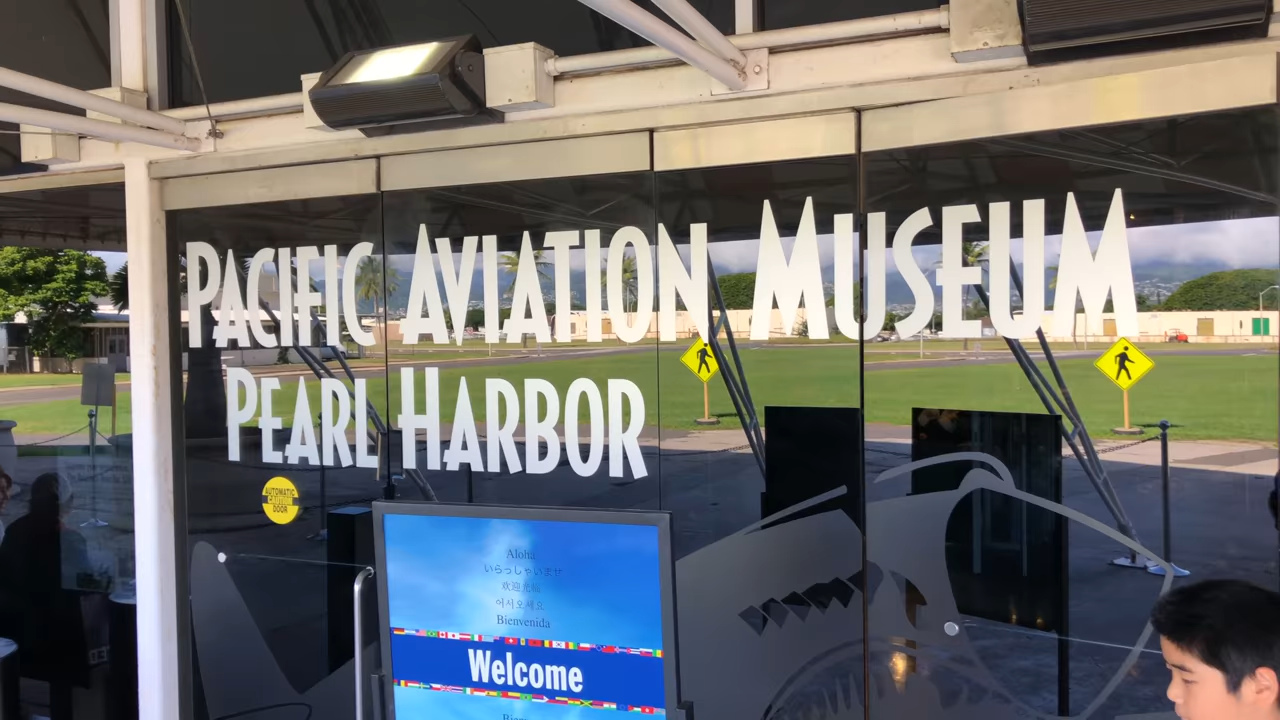 PACIFIC AVIATION MUSEUM
PEARL HARBOR
AUTOMATIC
CAUTION
DOOR
Aloha
いらっしゃいませ
欢迎光临
어서오세요
Bienvenida
Welcome